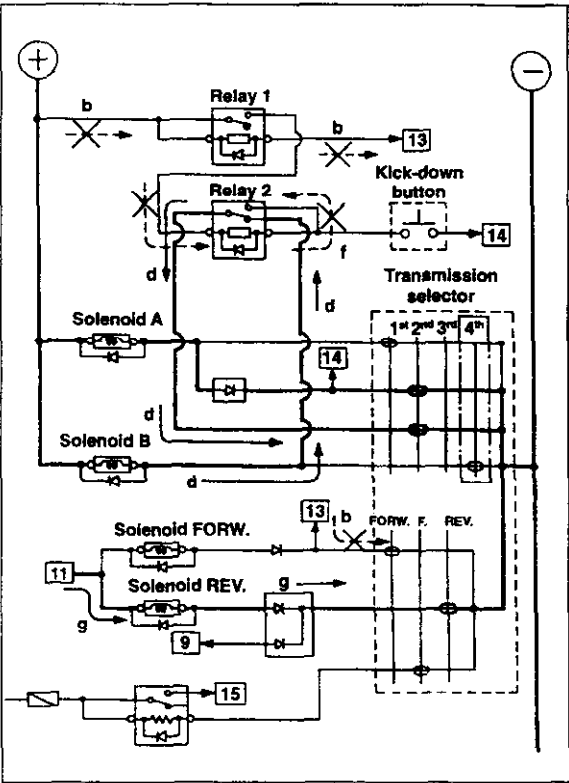 +
−
Relay 1
b
b
13
Kick-down
button
Relay 2
14
f
d
d
Transmission
selector
Solenoid A
1st 2nd 3rd 4th
14
d
Solenoid B
d
13
b
FORW. F. REV.
Solenoid FORW.
11
g
Solenoid REV.
g
9
15